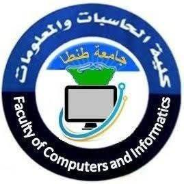 كلية الحاسبات والمعلومات
جامعة طنطا
Faculty of Computers and Informatics